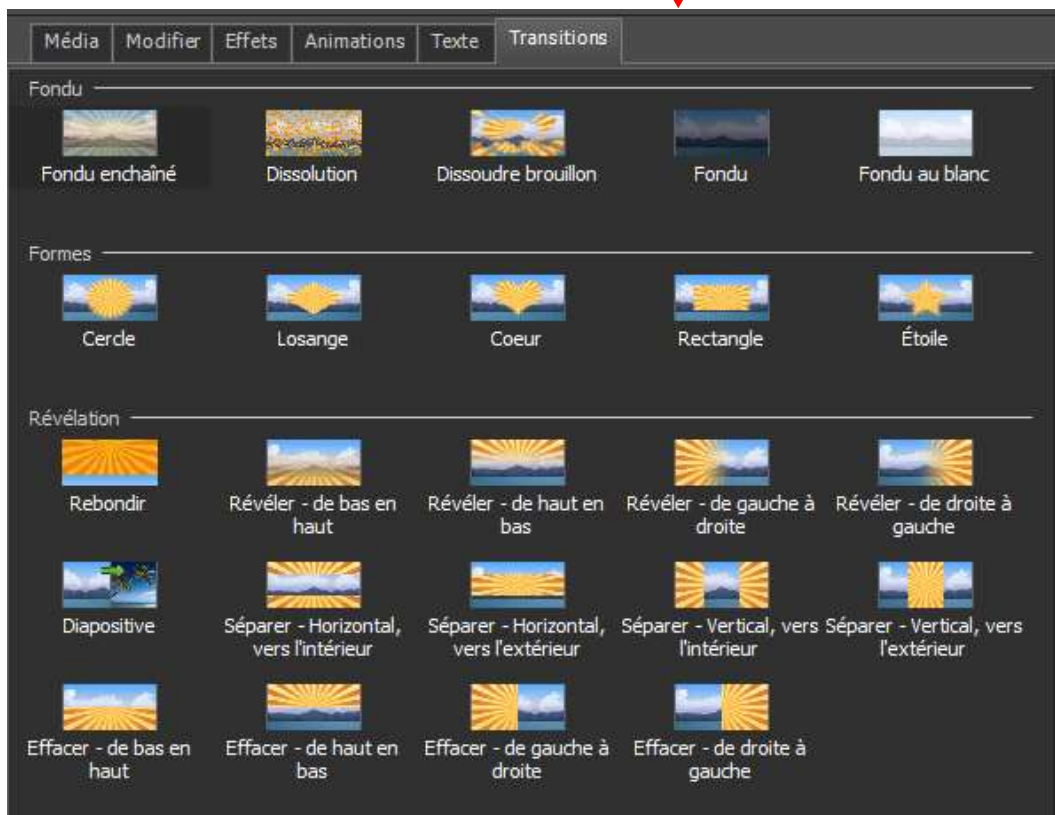 Média Modifier Effets Animations Texte Transitions
Fondu
Fondu enchaîné Dissolution Dissoudre brouillon Fondu Fondu au blanc
Formes
Cercle Losange Coeur Rectangle Étoile
Révélation
Rebondir Révéler - de bas en haut Révéler - de haut en bas Révéler - de gauche à droite Révéler - de droite à gauche
Diapositive Séparer - Horizontal, vers l'intérieur Séparer - Horizontal, vers l'extérieur Séparer - Vertical, vers l'intérieur Séparer - Vertical, vers l'extérieur
Effacer - de bas en haut Effacer - de haut en bas Effacer - de gauche à droite Effacer - de droite à gauche